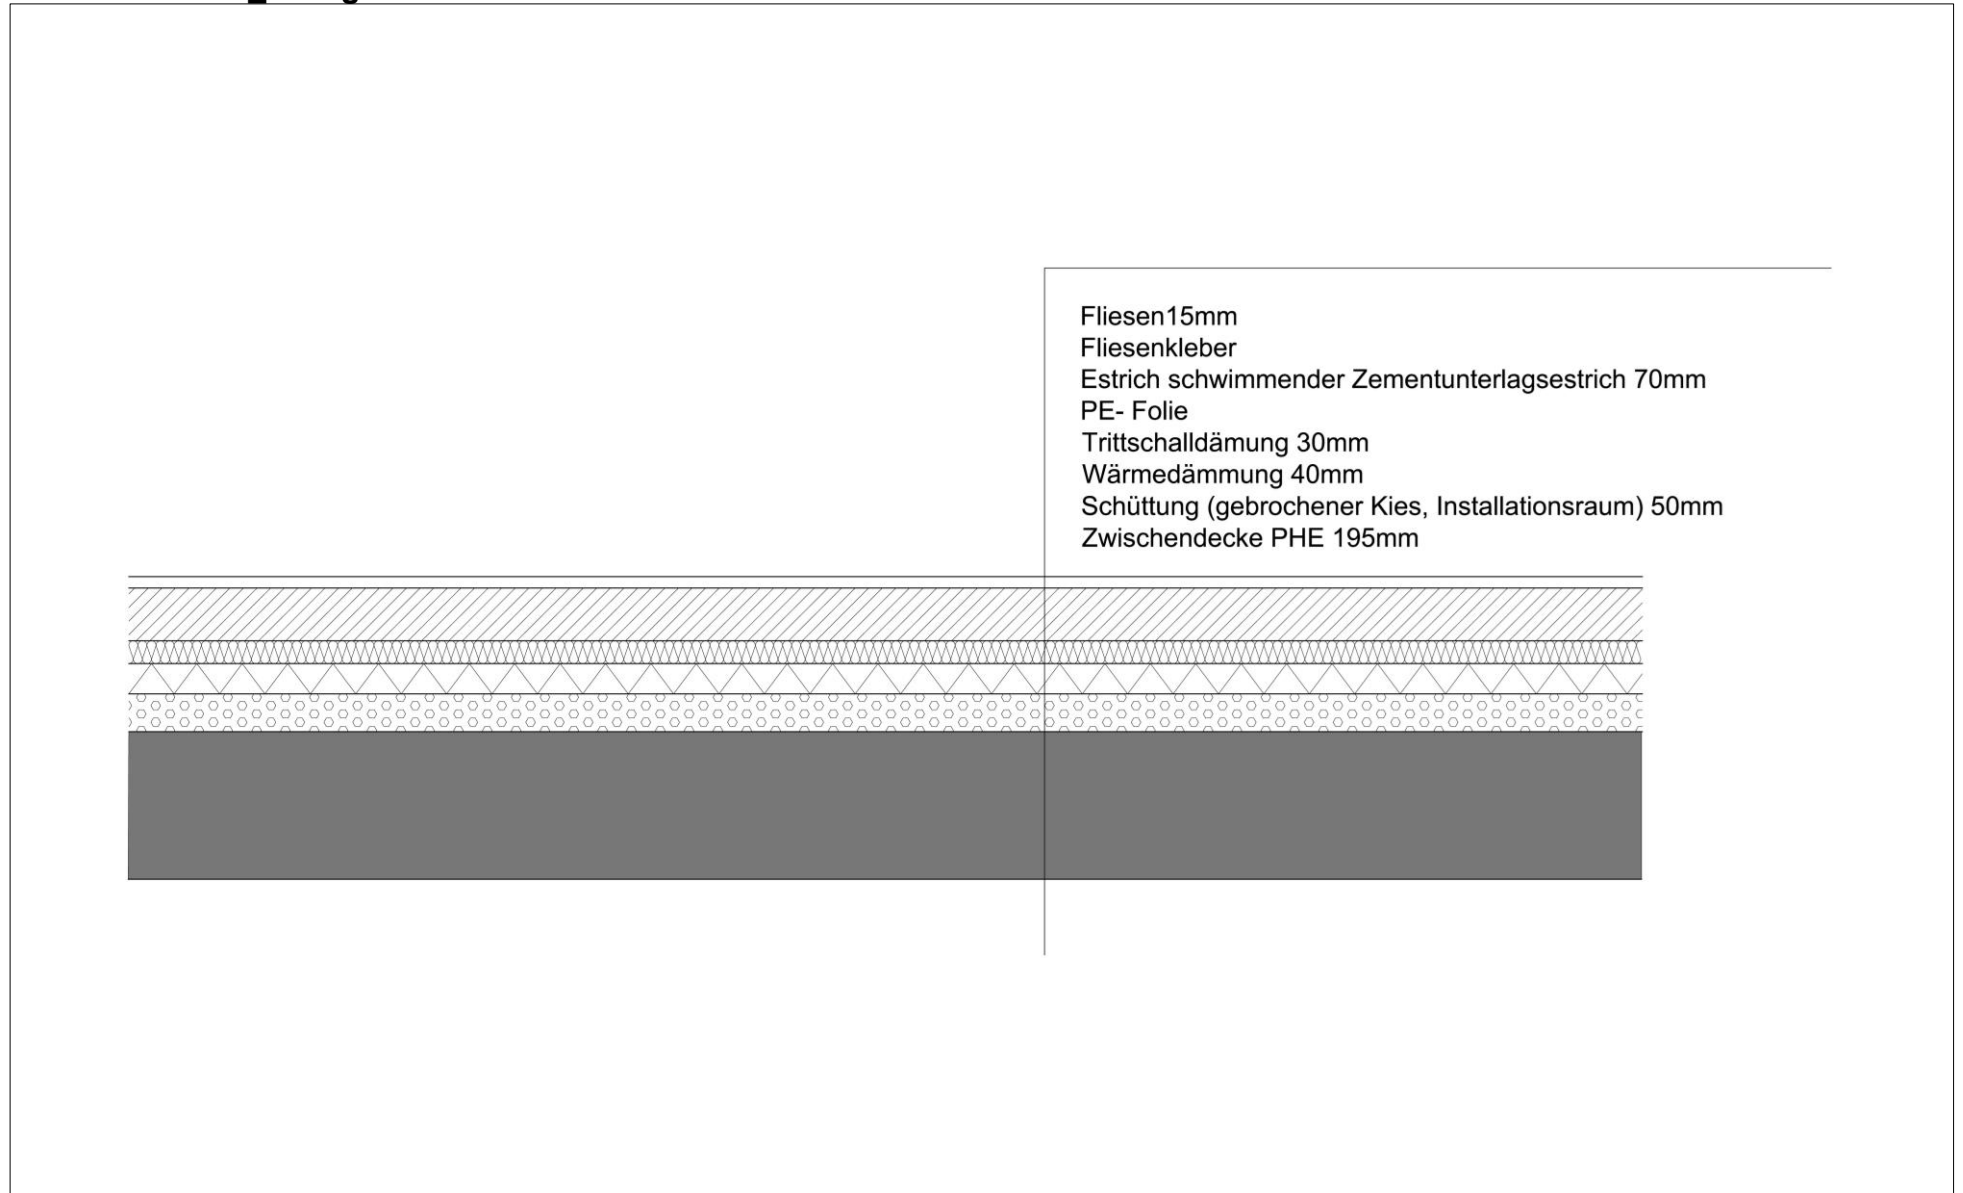 Fliesen15mm
Fliesenkleber
Estrich schwimmender Zementunterlagsestrich 70mm
PE- Folie
Trittschalldämung 30mm
Wärmedämmung 40mm
Schüttung (gebrochener Kies, Installationsraum) 50mm
Zwischendecke PHE 195mm